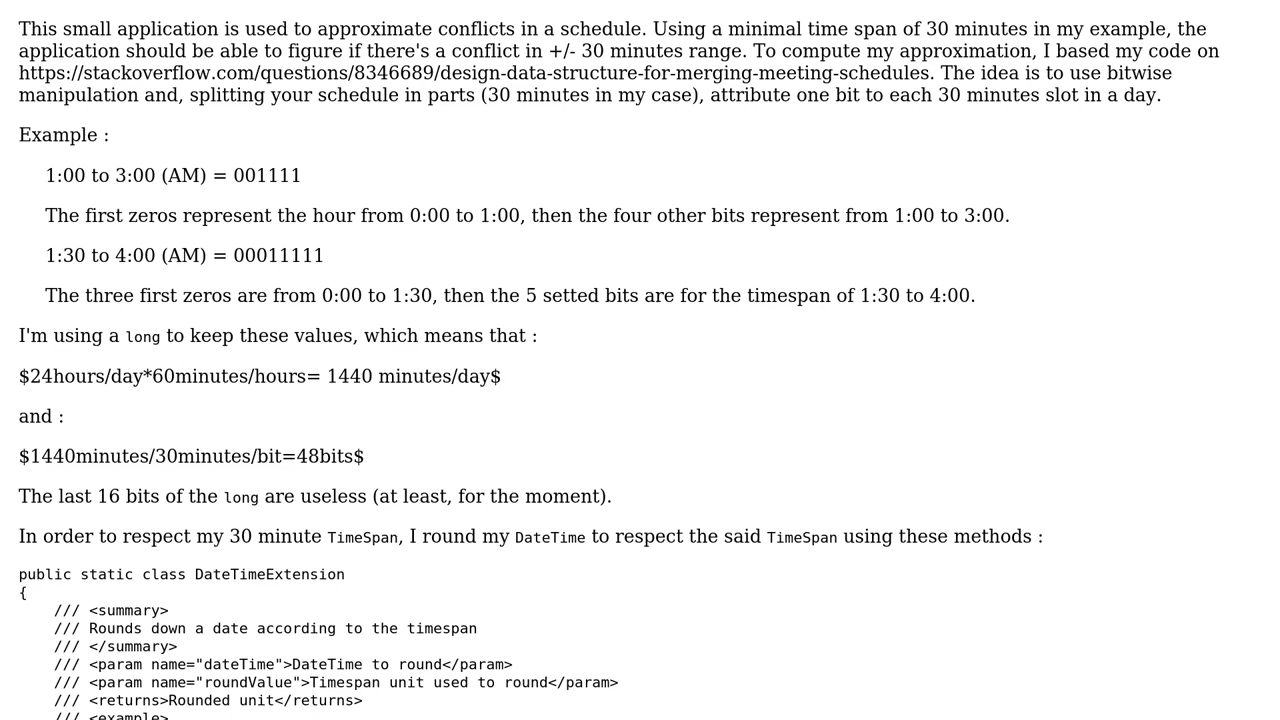 This small application is used to approximate conflicts in a schedule. Using a minimal time span of 30 minutes in my example, the
application should be able to figure if there's a conflict in +/- 30 minutes range. To compute my approximation, I based my code on
https://stackoverflow.com/questions/8346689/design-data-structure-for-merging-meeting-schedules. The idea is to use bitwise
manipulation and, splitting your schedule in parts (30 minutes in my case), attribute one bit to each 30 minutes slot in a day.
Example :
1:00 to 3:00 (AM) = 001111
The first zeros represent the hour from 0:00 to 1:00, then the four other bits represent from 1:00 to 3:00.
1:30 to 4:00 (AM) = 00011111
The three first zeros are from 0:00 to 1:30, then the 5 setted bits are for the timespan of 1:30 to 4:00.
I'm using a long to keep these values, which means that :
$24hours/day*60minutes/hours= 1440 minutes/day$
and :
$1440minutes/30minutes/bit=48bits$
The last 16 bits of the long are useless (at least, for the moment).
In order to respect my 30 minute TimeSpan, I round my DateTime to respect the said TimeSpan using these methods :
public static class DateTimeExtension
{
    /// <summary>
    /// Rounds down a date according to the timespan
    /// </summary>
    /// <param name="dateTime">DateTime to round</param>
    /// <param name="roundValue">Timespan unit used to round</param>
    /// <returns>Rounded unit</returns>
    /// <example>